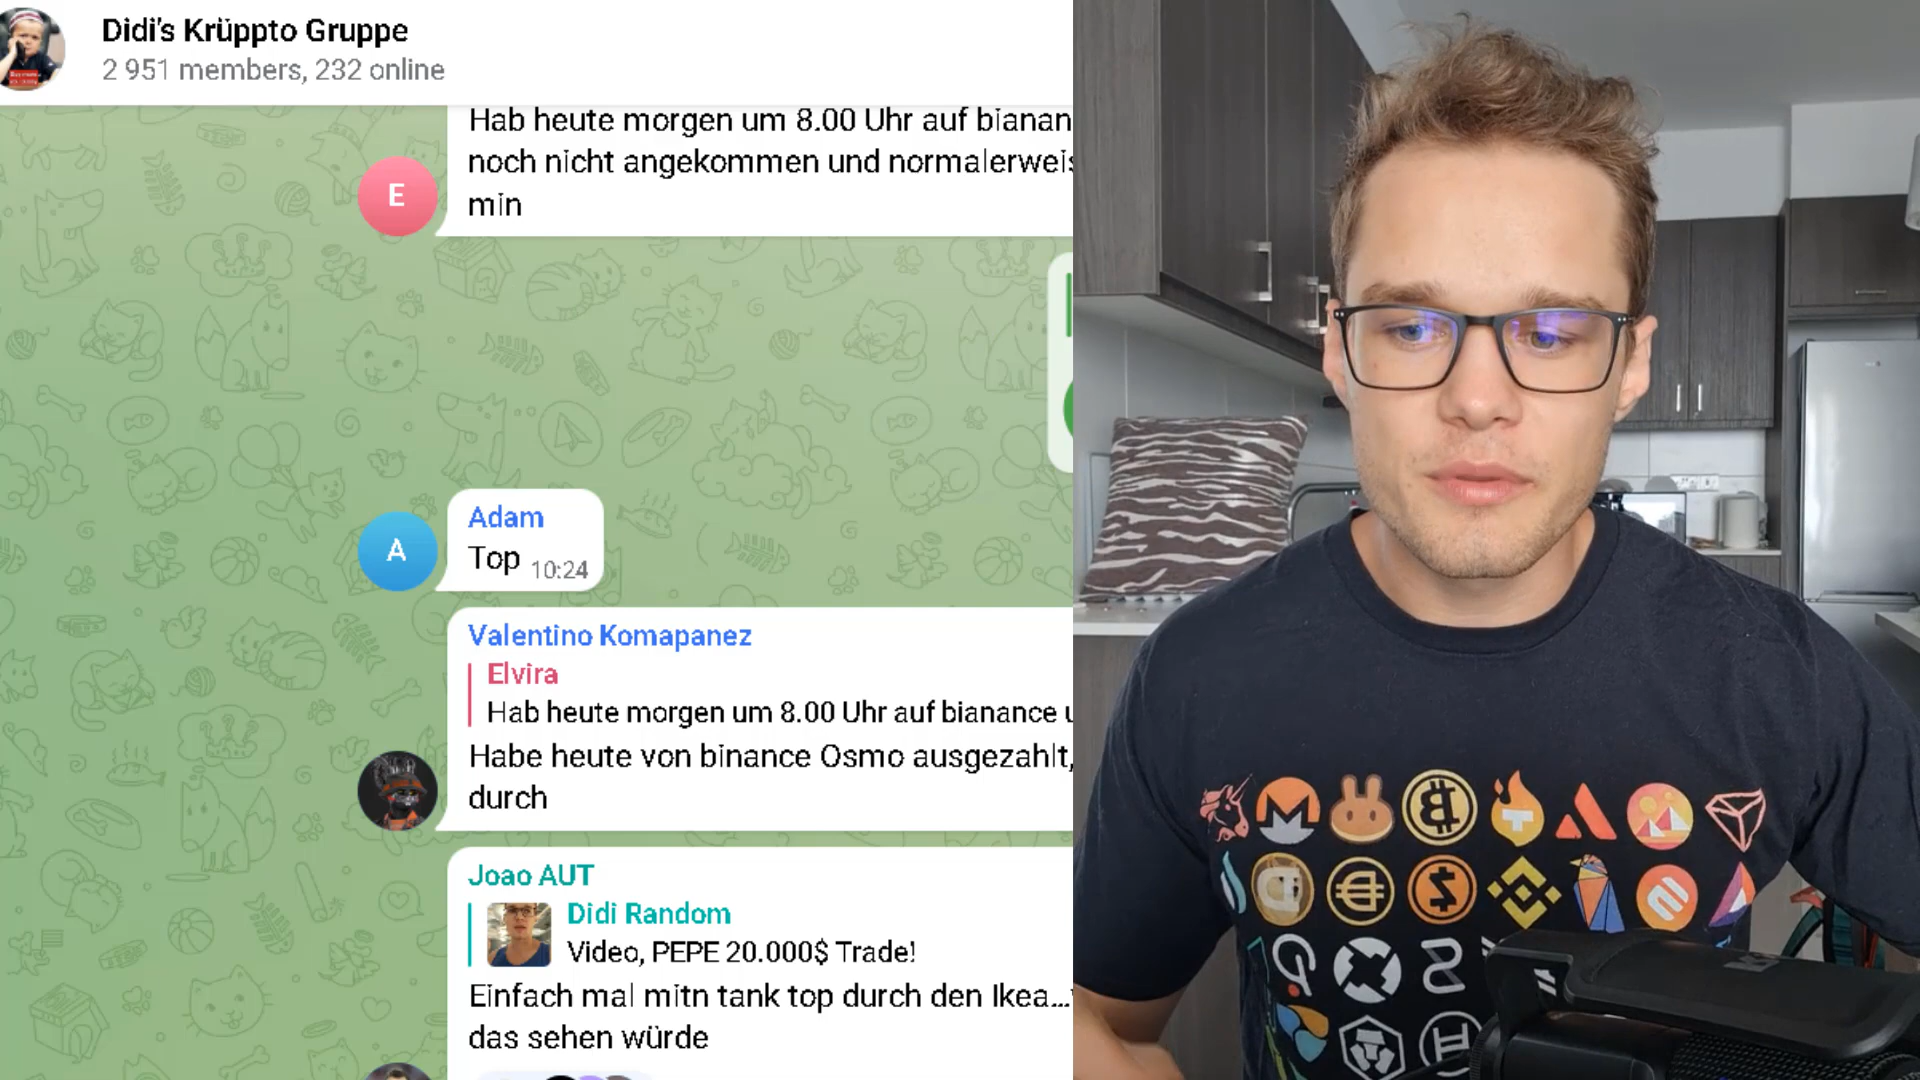 Didi's Krüppto Gruppe
2 951 members, 232 online
Hab heute morgen um 8.00 Uhr auf bianan
noch nicht angekommen und normalerweis
min
E
Adam
A
Top 10:24
Valentino Komapanez
Elvira
Hab heute morgen um 8.00 Uhr auf bianance u
Habe heute von binance Osmo ausgezahlt,
durch
Joao AUT
Didi Random
Video, PEPE 20.000$ Trade!
Einfach mal mitn tank top durch den Ikea...
das sehen würde